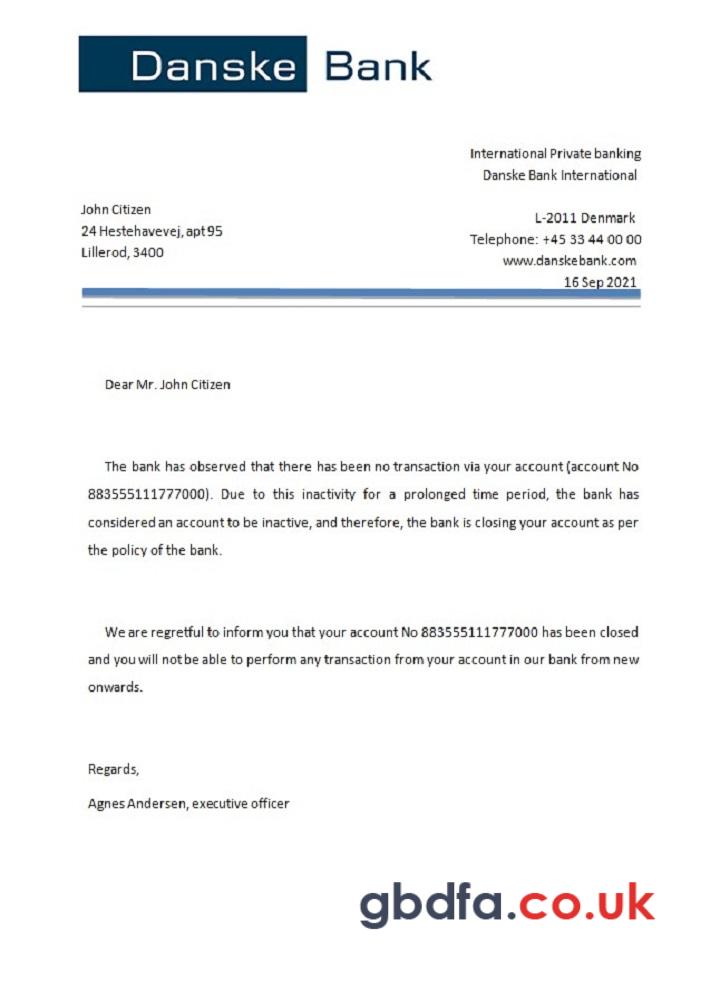 Danske Bank
International Private banking
Danske Bank International
John Citizen
24 Hestehavevej, apt 95
Lillerod, 3400
L-2011 Denmark
Telephone: +45 33 44 00 00
www.danskebank.com
16 Sep 2021
Dear Mr. John Citizen
The bank has observed that there has been no transaction via your account (account No
883555111777000). Due to this inactivity for a prolonged time period, the bank has
considered an account to be inactive, and therefore, the bank is closing your account as per
the policy of the bank.
We are regretful to inform you that your account No 883555111777000 has been closed
and you will not be able to perform any transaction from your account in our bank from new
onwards.
Regards,
Agnes Andersen, executive officer
gbdfa.co.uk